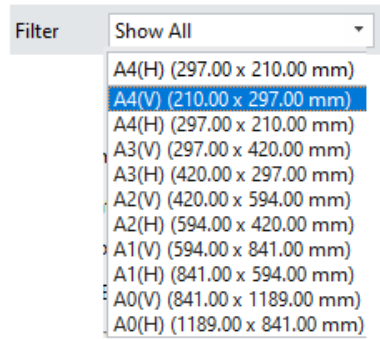 Filter Show All
A4(H) (297.00 x 210.00 mm)
A4(V) (210.00 x 297.00 mm)
A4(H) (297.00 x 210.00 mm)
A3(V) (297.00 x 420.00 mm)
A3(H) (420.00 x 297.00 mm)
A2(V) (420.00 x 594.00 mm)
A2(H) (594.00 x 420.00 mm)
A1(V) (594.00 x 841.00 mm)
A1(H) (841.00 x 594.00 mm)
A0(V) (841.00 x 1189.00 mm)
A0(H) (1189.00 x 841.00 mm)